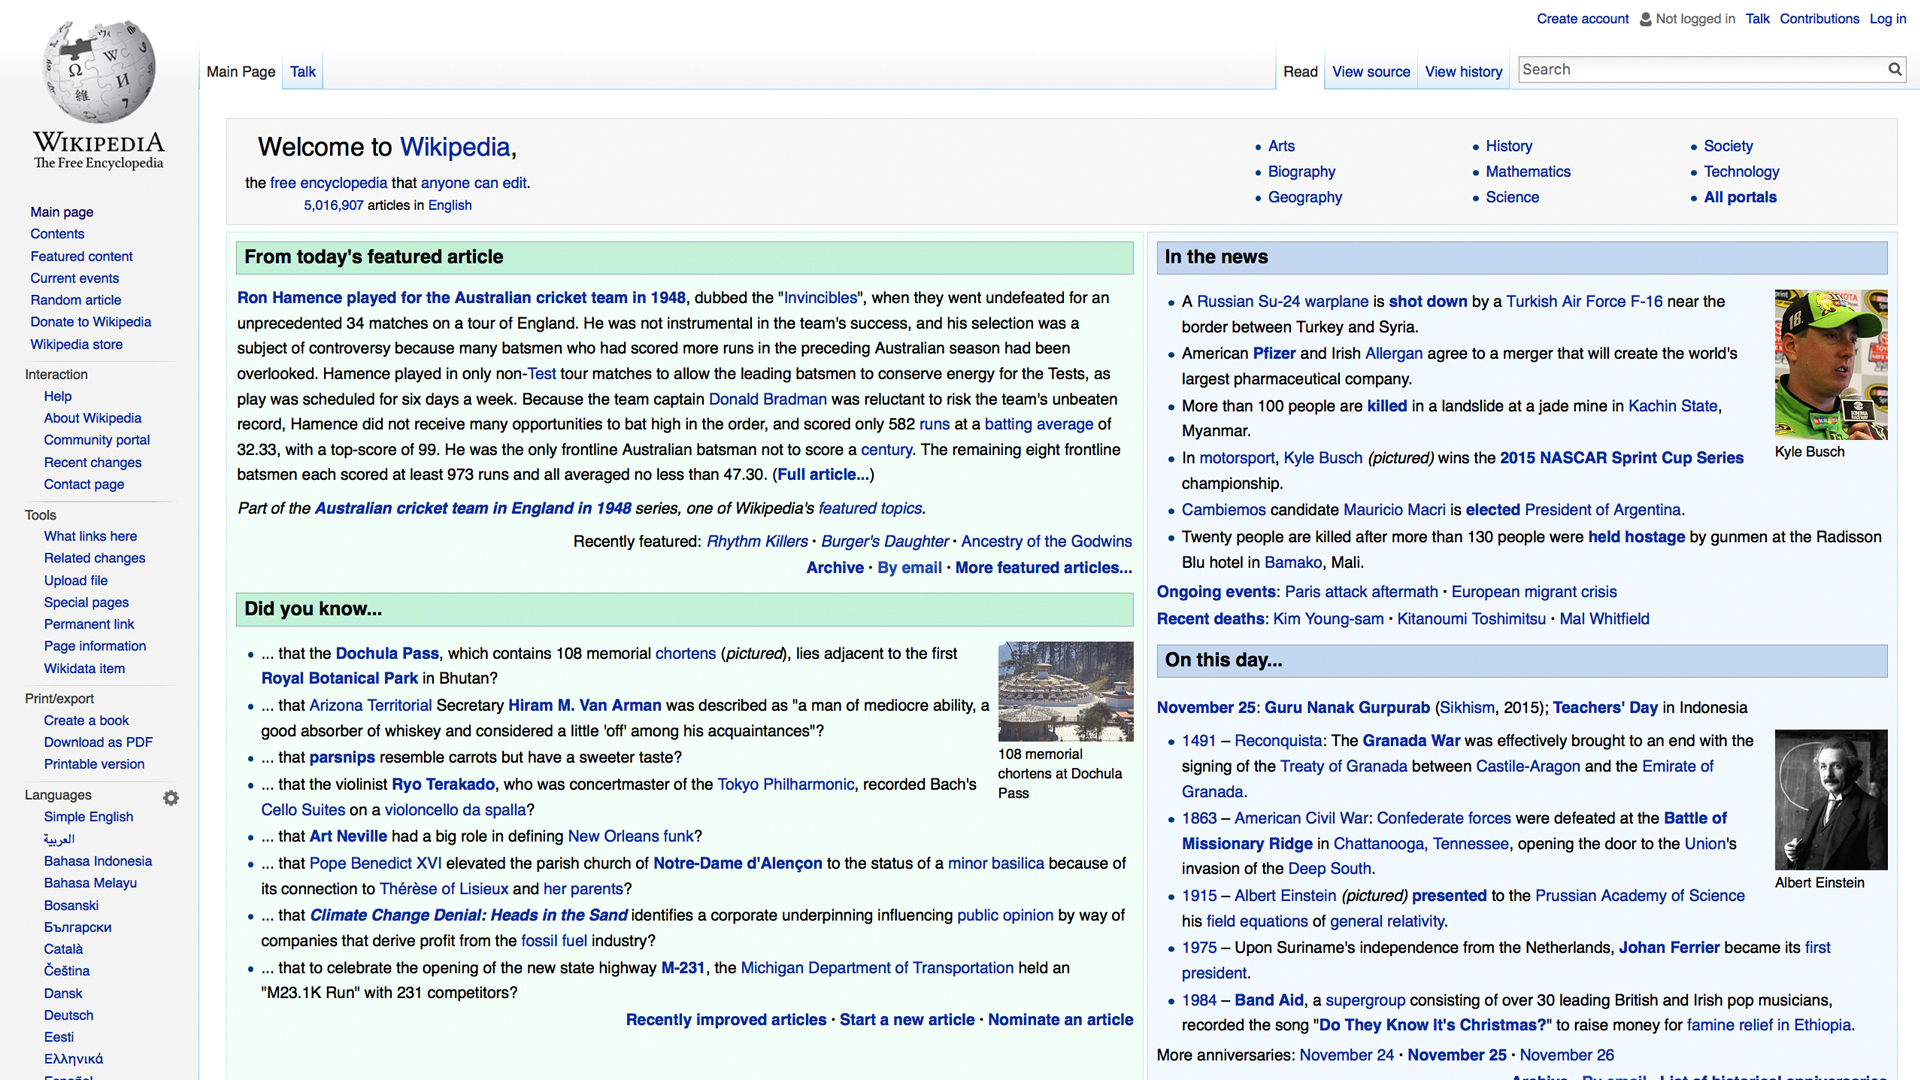 Create account Not logged in Talk Contributions Log in
Main Page Talk Read View source View history Search
WIKIPEDIA
The Free Encyclopedia
Main page
Contents
Featured content
Current events
Random article
Donate to Wikipedia
Wikipedia store
Interaction
Help
About Wikipedia
Community portal
Recent changes
Contact page
Tools
What links here
Related changes
Upload file
Special pages
Permanent link
Page information
Wikidata item
Print/export
Create a book
Download as PDF
Printable version
Languages
Simple English
العربية
Bahasa Indonesia
Bahasa Melayu
Bosanski
Български
Català
Čeština
Dansk
Deutsch
Eesti
Ελληνικά
Español
Welcome to Wikipedia,
the free encyclopedia that anyone can edit.
5,016,907 articles in English
• Arts
• Biography
• Geography
• History
• Mathematics
• Science
• Society
• Technology
• All portals
From today's featured article
Ron Hamence played for the Australian cricket team in 1948, dubbed the "Invincibles", when they went undefeated for an
unprecedented 34 matches on a tour of England. He was not instrumental in the team's success, and his selection was a
subject of controversy because many batsmen who had scored more runs in the preceding Australian season had been
overlooked. Hamence played in only non-Test tour matches to allow the leading batsmen to conserve energy for the Tests, as
play was scheduled for six days a week. Because the team captain Donald Bradman was reluctant to risk the team's unbeaten
record, Hamence did not receive many opportunities to bat high in the order, and scored only 582 runs at a batting average of
32.33, with a top-score of 99. He was the only frontline Australian batsman not to score a century. The remaining eight frontline
batsmen each scored at least 973 runs and all averaged no less than 47.30. (Full article...)
Part of the Australian cricket team in England in 1948 series, one of Wikipedia's featured topics.
Recently featured: Rhythm Killers · Burger's Daughter · Ancestry of the Godwins
Archive · By email · More featured articles...
Did you know...
• ... that the Dochula Pass, which contains 108 memorial chortens (pictured), lies adjacent to the first
Royal Botanical Park in Bhutan?
• ... that Arizona Territorial Secretary Hiram M. Van Arman was described as "a man of mediocre ability, a
good absorber of whiskey and considered a little 'off' among his acquaintances"?
• ... that parsnips resemble carrots but have a sweeter taste?
• ... that the violinist Ryo Terakado, who was concertmaster of the Tokyo Philharmonic, recorded Bach's
Cello Suites on a violoncello da spalla?
• ... that Art Neville had a big role in defining New Orleans funk?
• ... that Pope Benedict XVI elevated the parish church of Notre-Dame d'Alençon to the status of a minor basilica because of
its connection to Thérèse of Lisieux and her parents?
• ... that Climate Change Denial: Heads in the Sand identifies a corporate underpinning influencing public opinion by way of
companies that derive profit from the fossil fuel industry?
• ... that to celebrate the opening of the new state highway M-231, the Michigan Department of Transportation held an
"M23.1K Run" with 231 competitors?
108 memorial
chortens at Dochula
Pass
Recently improved articles · Start a new article · Nominate an article
In the news
• A Russian Su-24 warplane is shot down by a Turkish Air Force F-16 near the
border between Turkey and Syria.
• American Pfizer and Irish Allergan agree to a merger that will create the world's
largest pharmaceutical company.
• More than 100 people are killed in a landslide at a jade mine in Kachin State,
Myanmar.
• In motorsport, Kyle Busch (pictured) wins the 2015 NASCAR Sprint Cup Series
championship.
• Cambiemos candidate Mauricio Macri is elected President of Argentina.
• Twenty people are killed after more than 130 people were held hostage by gunmen at the Radisson
Blu hotel in Bamako, Mali.
Kyle Busch
Ongoing events: Paris attack aftermath · European migrant crisis
Recent deaths: Kim Young-sam · Kitanoumi Toshimitsu · Mal Whitfield
On this day...
November 25: Guru Nanak Gurpurab (Sikhism, 2015); Teachers' Day in Indonesia
• 1491 – Reconquista: The Granada War was effectively brought to an end with the
signing of the Treaty of Granada between Castile-Aragon and the Emirate of
Granada.
• 1863 – American Civil War: Confederate forces were defeated at the Battle of
Missionary Ridge in Chattanooga, Tennessee, opening the door to the Union's
invasion of the Deep South.
• 1915 – Albert Einstein (pictured) presented to the Prussian Academy of Science
his field equations of general relativity.
• 1975 – Upon Suriname's independence from the Netherlands, Johan Ferrier became its first
president.
• 1984 – Band Aid, a supergroup consisting of over 30 leading British and Irish pop musicians,
recorded the song "Do They Know It's Christmas?" to raise money for famine relief in Ethiopia.
Albert Einstein
More anniversaries: November 24 · November 25 · November 26
Archive · By email · List of historical anniversaries